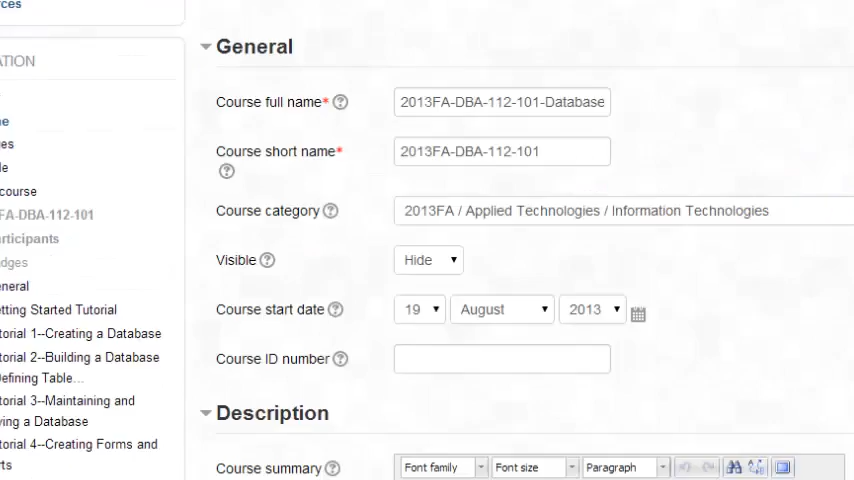 rces
General
ATION
Course full name* 2013FA-DBA-112-101-Database
ne
es
Course short name* 2013FA-DBA-112-101
le
course
Course category 2013FA / Applied Technologies / Information Technologies
FA-DBA-112-101
articipants
adges
Visible Hide
eneral
etting Started Tutorial
Course start date 19 August 2013
torial 1--Creating a Database
torial 2--Building a Database
Course ID number
efining Table...
torial 3--Maintaining and
ying a Database
Description
torial 4--Creating Forms and
rts
Course summary Font family Font size Paragraph